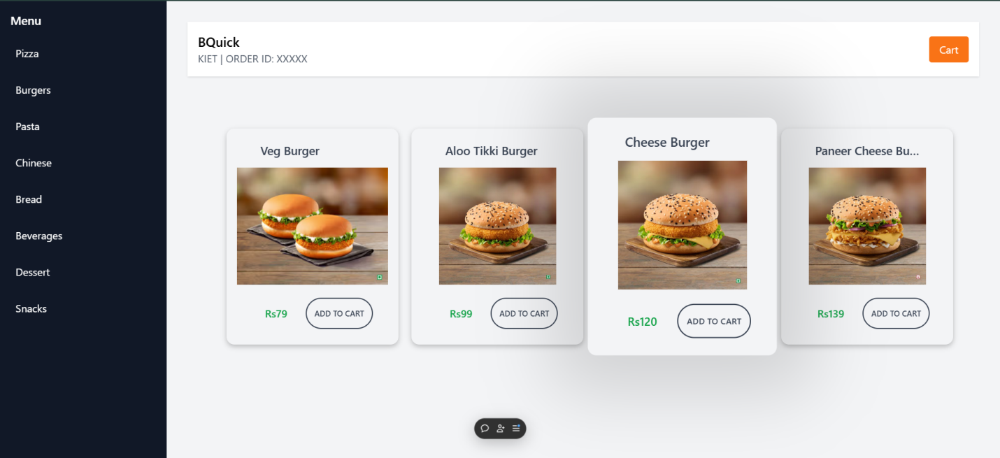 Menu
Pizza
Burgers
Pasta
Chinese
Bread
Beverages
Dessert
Snacks
BQuick
KIET | ORDER ID: XXXXX
Cart
Veg Burger
Rs79
ADD TO CART
Aloo Tikki Burger
Rs99
ADD TO CART
Cheese Burger
Rs120
ADD TO CART
Paneer Cheese Bu...
Rs139
ADD TO CART